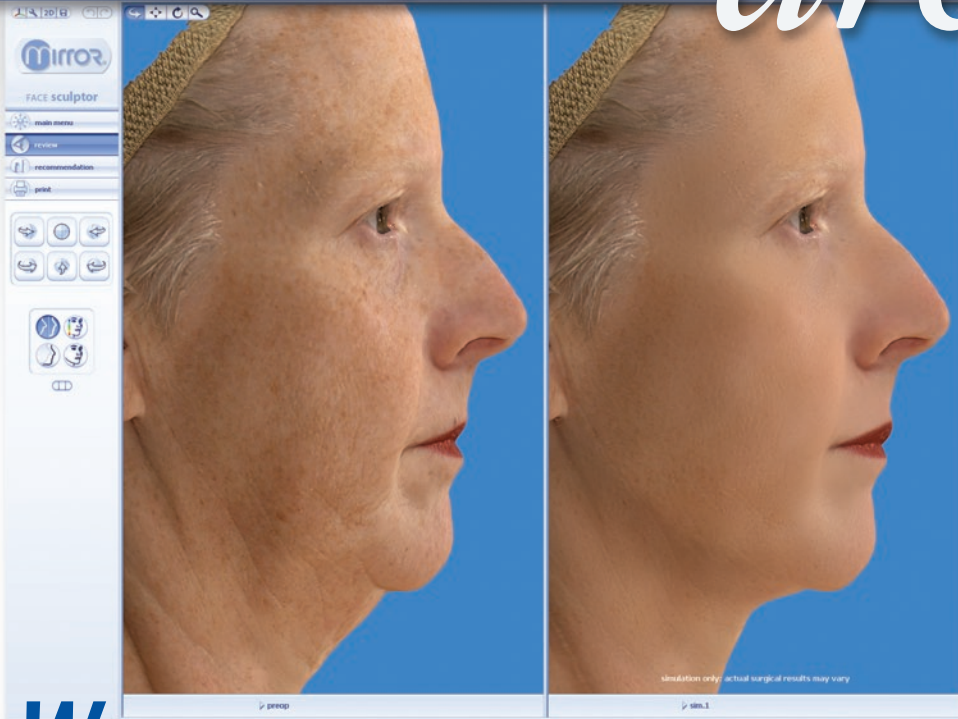 are
2D
mirror®
FACE sculptor
main menu
review
recommendation
print
simulation only: actual surgical results may vary
preop
sim.1
w